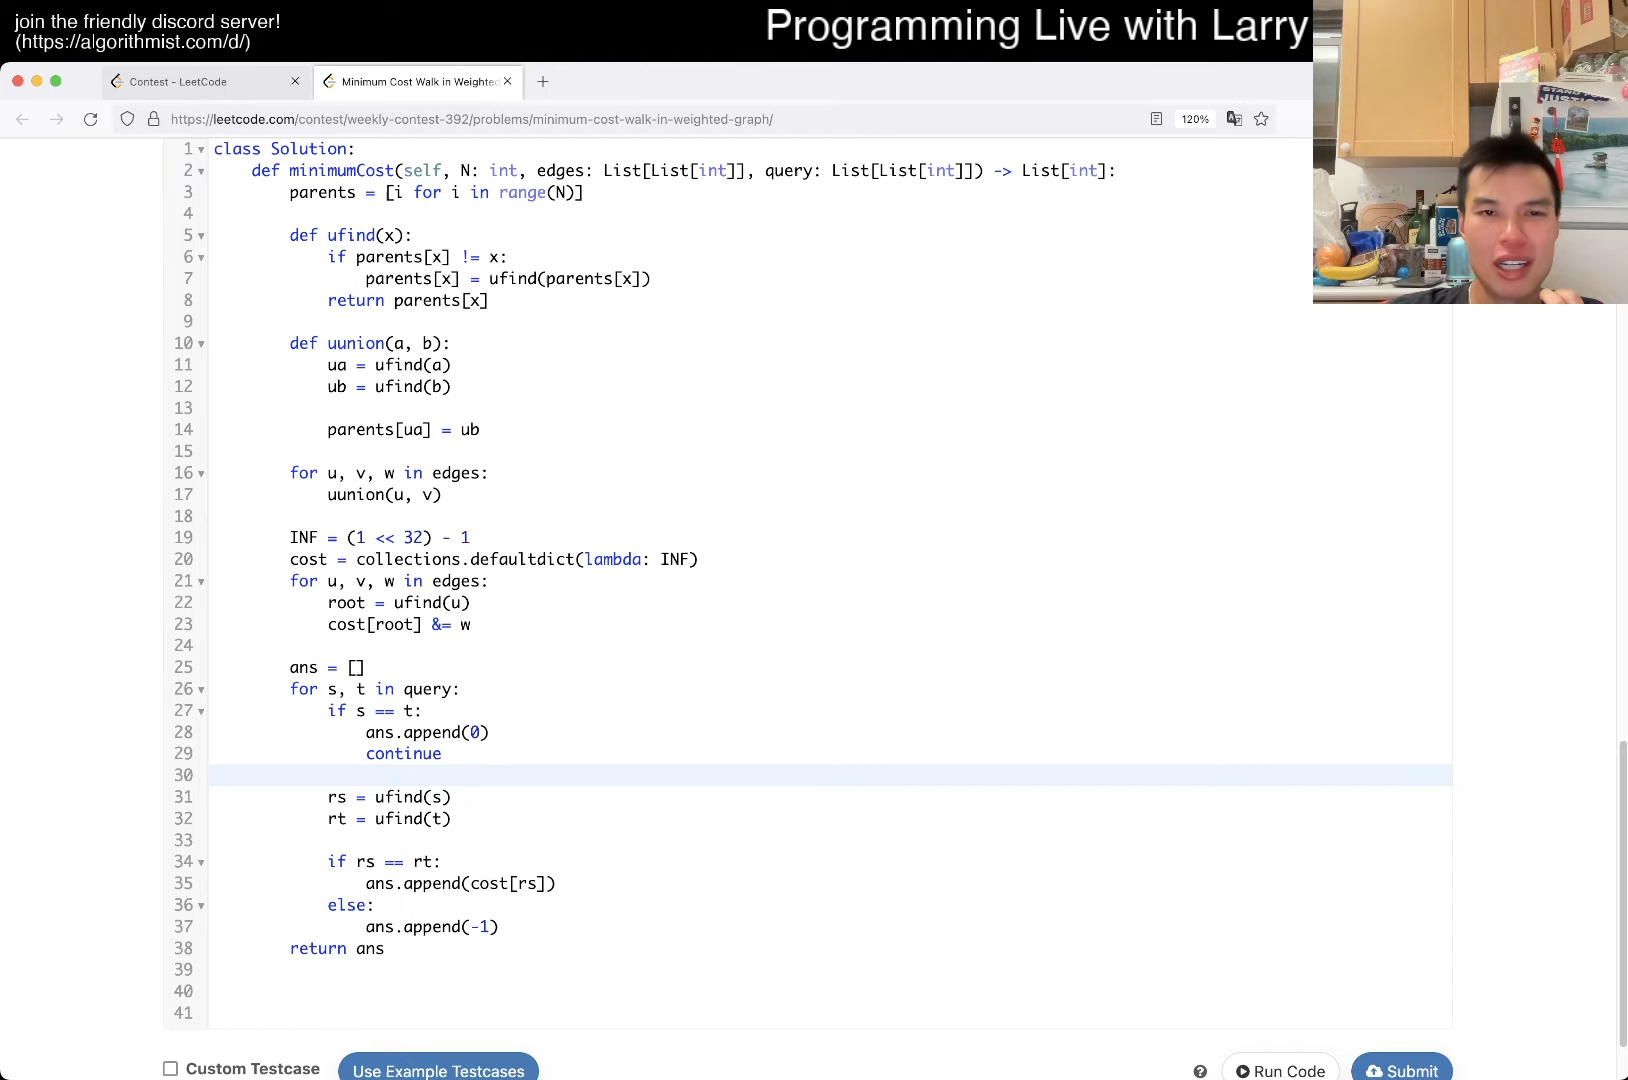 join the friendly discord server!
(https://algorithmist.com/d/)
Programming Live with Larry
Contest - LeetCode
Minimum Cost Walk in Weighted
https://leetcode.com/contest/weekly-contest-392/problems/minimum-cost-walk-in-weighted-graph/
120%
1 class Solution:
2 def minimumCost(self, N: int, edges: List[List[int]], query: List[List[int]]) -> List[int]:
3 parents = [i for i in range(N)]
4
5 def ufind(x):
6 if parents[x] != x:
7 parents[x] = ufind(parents[x])
8 return parents[x]
9
10 def uunion(a, b):
11 ua = ufind(a)
12 ub = ufind(b)
13
14 parents[ua] = ub
15
16 for u, v, w in edges:
17 uunion(u, v)
18
19 INF = (1 << 32) - 1
20 cost = collections.defaultdict(lambda: INF)
21 for u, v, w in edges:
22 root = ufind(u)
23 cost[root] &= w
24
25 ans = []
26 for s, t in query:
27 if s == t:
28 ans.append(0)
29 continue
30
31 rs = ufind(s)
32 rt = ufind(t)
33
34 if rs == rt:
35 ans.append(cost[rs])
36 else:
37 ans.append(-1)
38 return ans
39
40
41
Custom Testcase
Use Example Testcases
Run Code
Submit